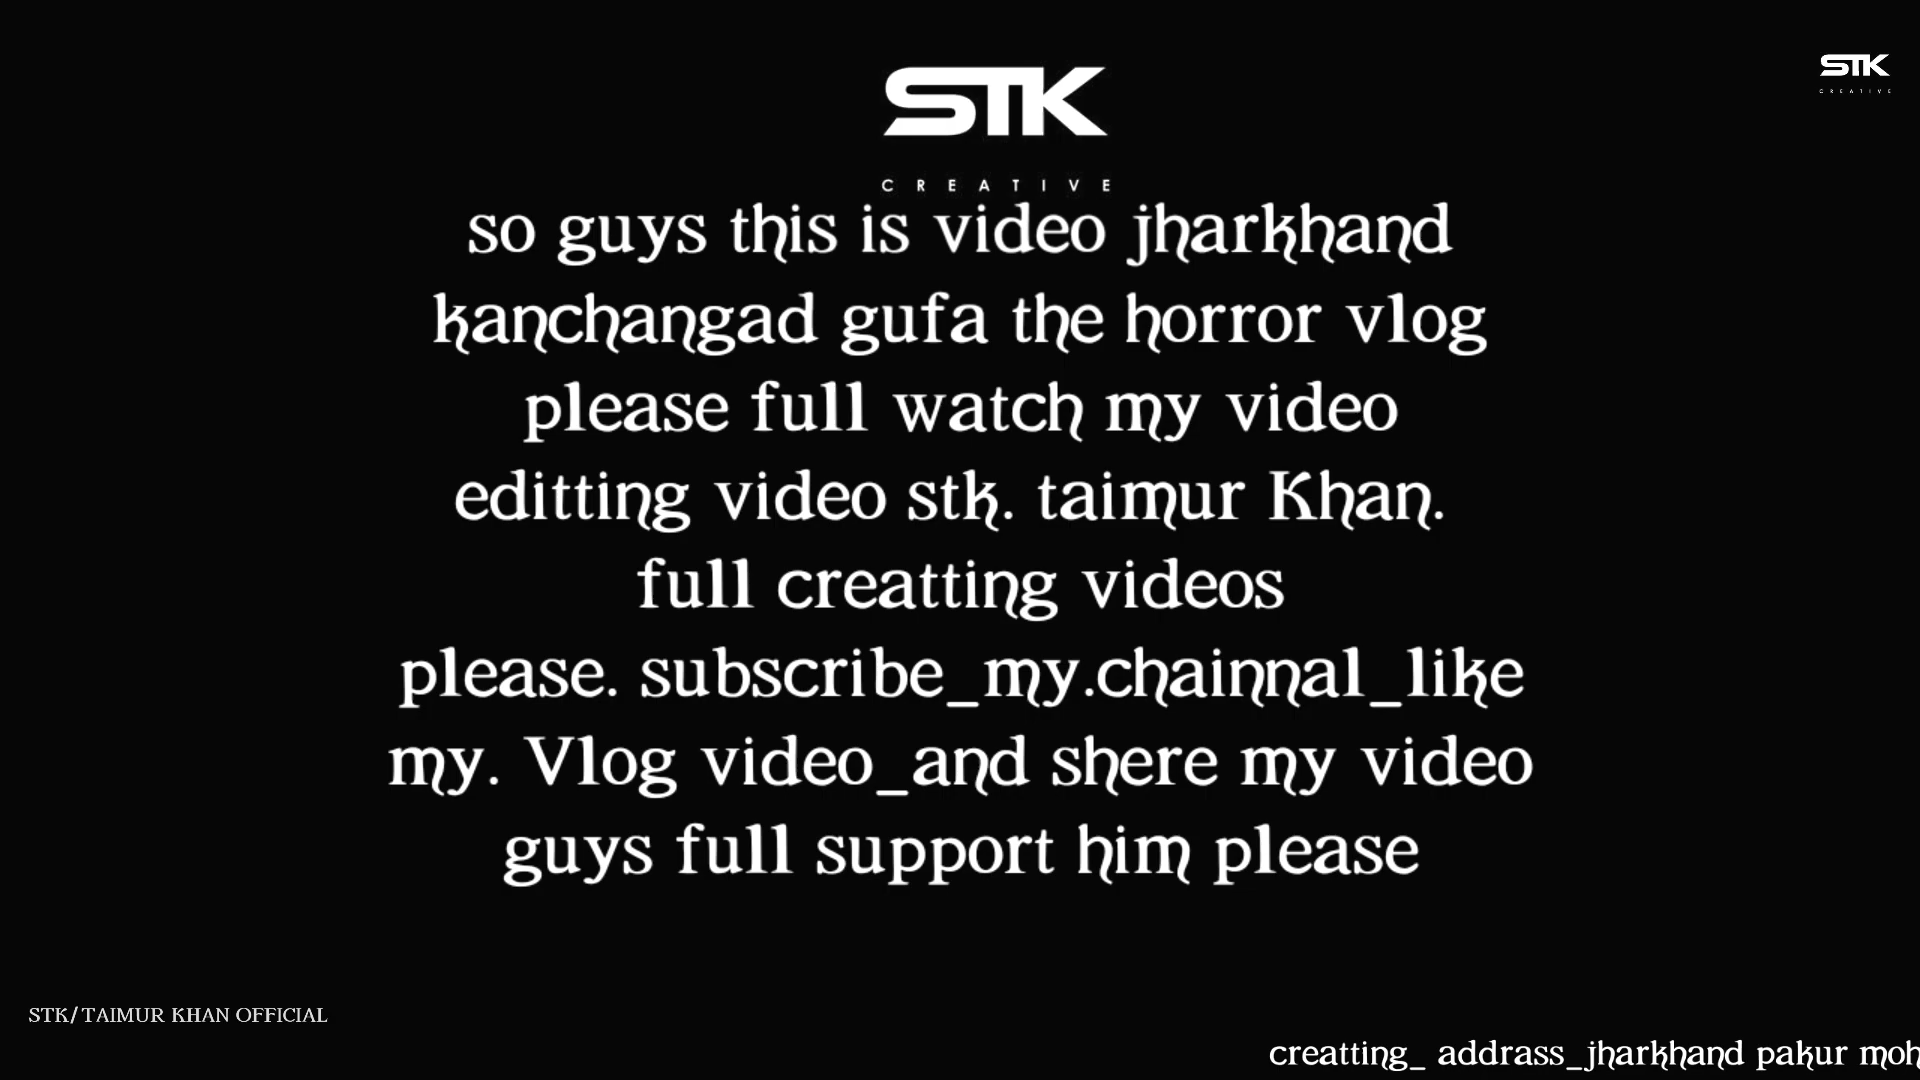 STK
CREATIVE
STK
CREATIVE
so guys this is video jharkhand
kanchangad gufa the horror vlog
please full watch my video
editting video stk. taimur Khan.
full creatting videos
please. subscribe_my.chainnal_like
my. Vlog video_and shere my video
guys full support him please
STK/TAIMUR KHAN OFFICIAL
creatting_ addrass_jharkhand pakur